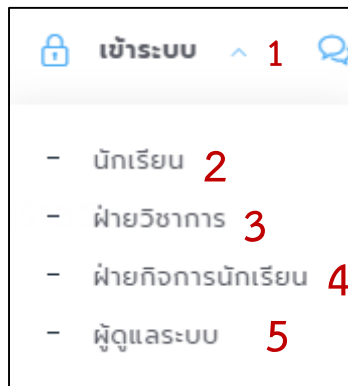 เข้าระบบ 1
- นักเรียน 2
- ฝ่ายวิชาการ 3
- ฝ่ายกิจการนักเรียน 4
- ผู้ดูแลระบบ 5